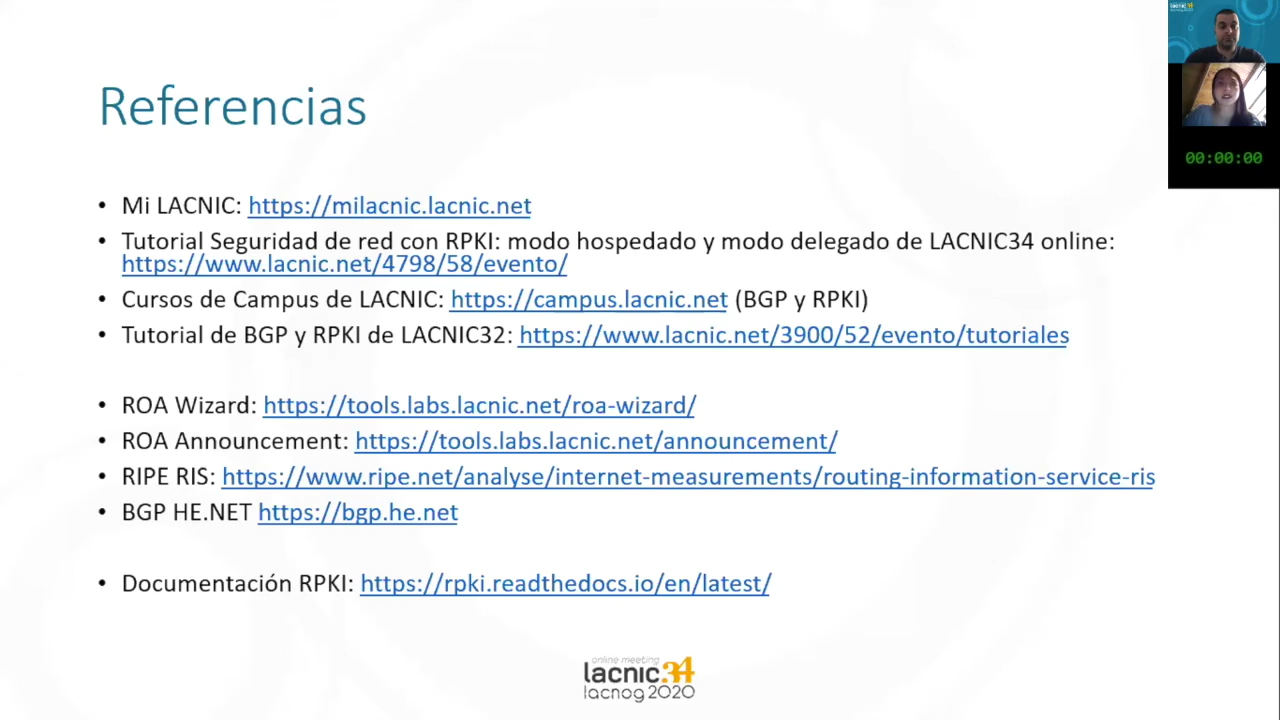 Referencias
• Mi LACNIC: https://milacnic.lacnic.net
• Tutorial Seguridad de red con RPKI: modo hospedado y modo delegado de LACNIC34 online:
https://www.lacnic.net/4798/58/evento/
• Cursos de Campus de LACNIC: https://campus.lacnic.net (BGP y RPKI)
• Tutorial de BGP y RPKI de LACNIC32: https://www.lacnic.net/3900/52/evento/tutoriales
• ROA Wizard: https://tools.labs.lacnic.net/roa-wizard/
• ROA Announcement: https://tools.labs.lacnic.net/announcement/
• RIPE RIS: https://www.ripe.net/analyse/internet-measurements/routing-information-service-ris
• BGP HE.NET https://bgp.he.net
• Documentación RPKI: https://rpki.readthedocs.io/en/latest/
online meeting
lacnic34
lacnog2020
lacnic34
lacnog2020
00:00:00